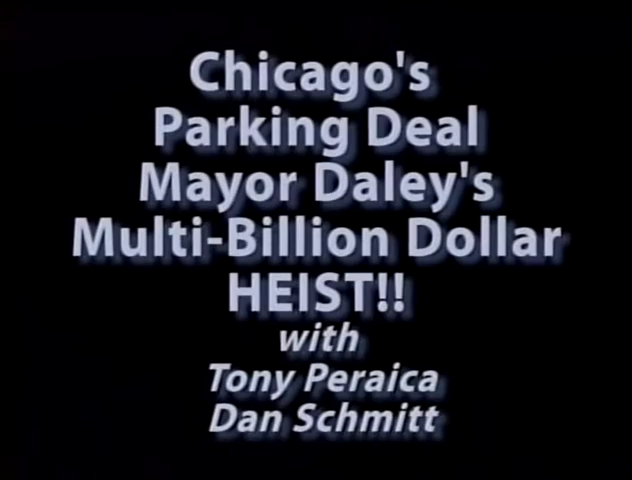 Chicago's
Parking Deal
Mayor Daley's
Multi-Billion Dollar
HEIST!!
with
Tony Peraica
Dan Schmitt